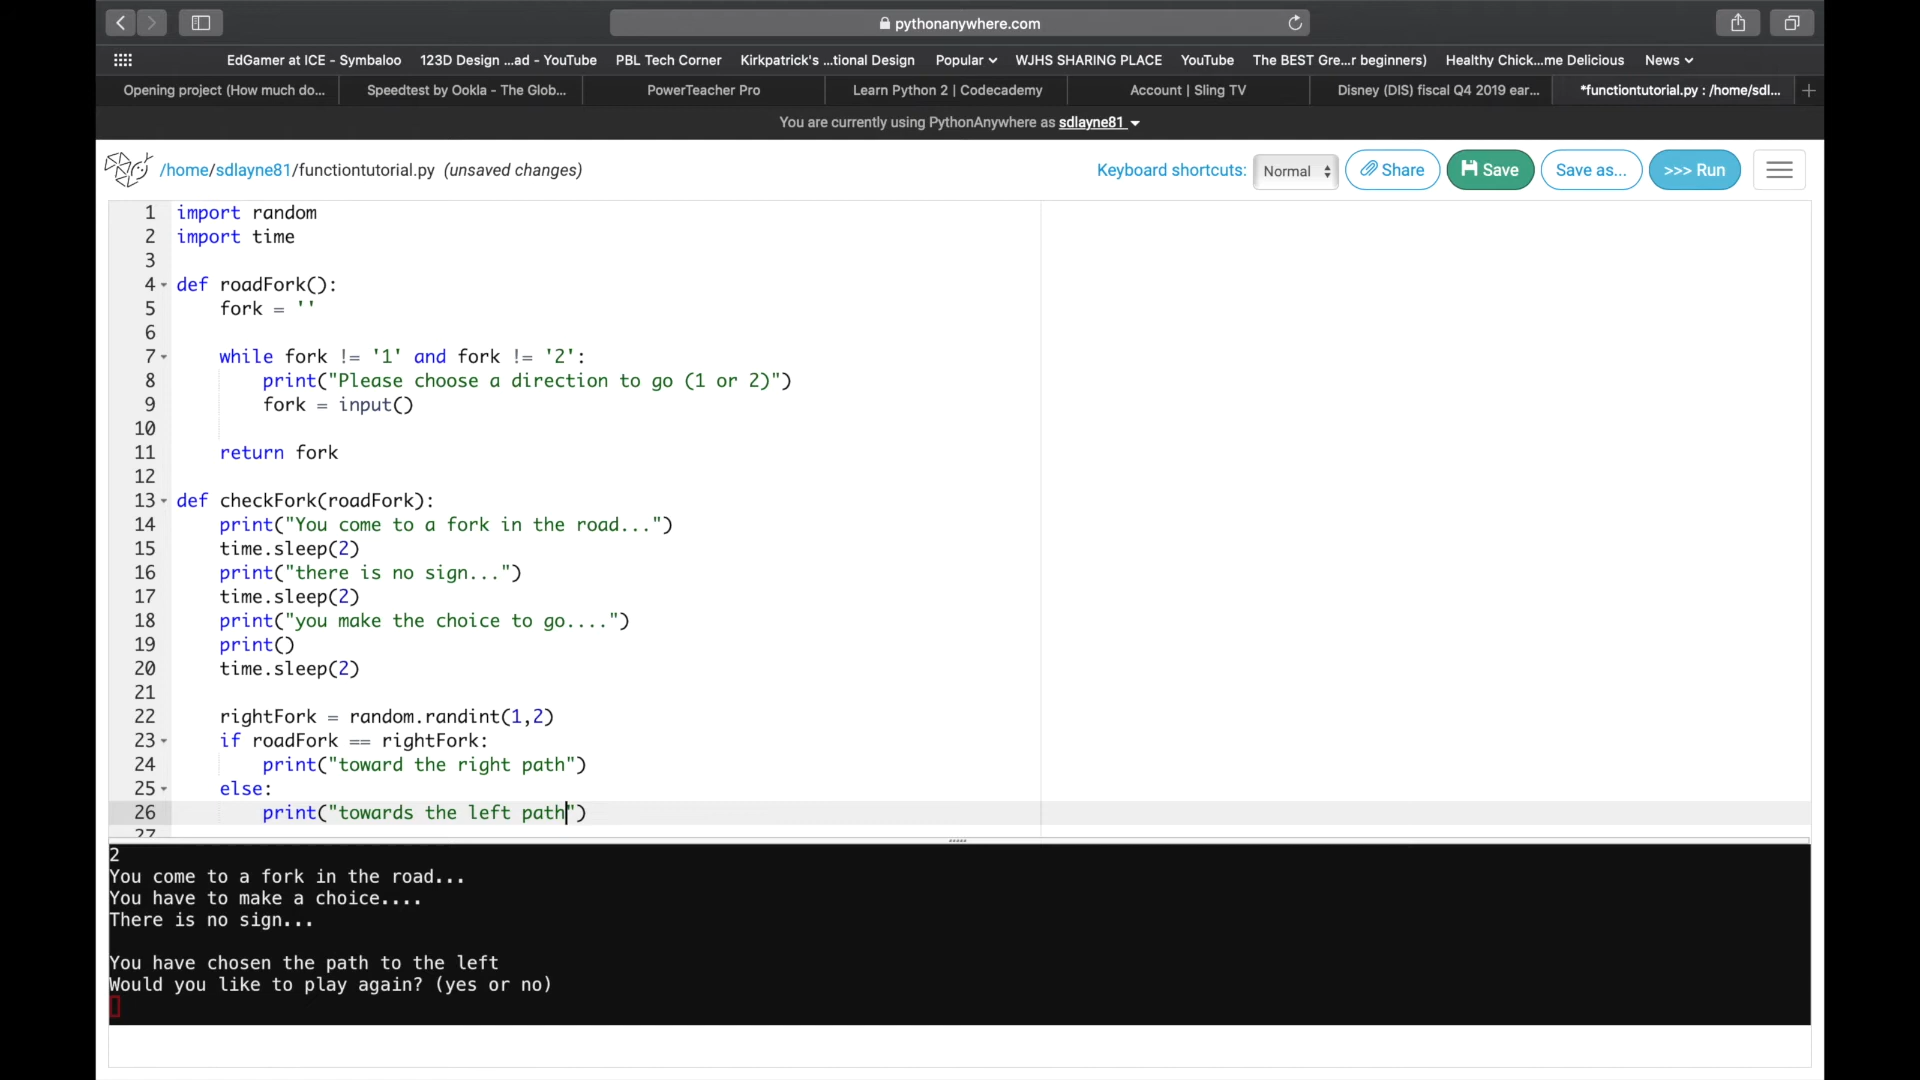 pythonanywhere.com
EdGamer at ICE - Symbaloo 123D Design ...ad - YouTube PBL Tech Corner Kirkpatrick's ...tional Design Popular WJHS SHARING PLACE YouTube The BEST Gre...r beginners) Healthy Chick...me Delicious News
Opening project (How much do... Speedtest by Ookla - The Glob... PowerTeacher Pro Learn Python 2 | Codecademy Account | Sling TV Disney (DIS) fiscal Q4 2019 ear... *functiontutorial.py : /home/sdl...
You are currently using PythonAnywhere as sdlayne81
/home/sdlayne81/functiontutorial.py (unsaved changes) Keyboard shortcuts: Normal Share Save Save as... >>> Run
1 import random
2 import time
3
4 def roadFork():
5 fork = ''
6
7 while fork != '1' and fork != '2':
8 print("Please choose a direction to go (1 or 2)")
9 fork = input()
10
11 return fork
12
13 def checkFork(roadFork):
14 print("You come to a fork in the road...")
15 time.sleep(2)
16 print("there is no sign...")
17 time.sleep(2)
18 print("you make the choice to go....")
19 print()
20 time.sleep(2)
21
22 rightFork = random.randint(1,2)
23 if roadFork == rightFork:
24 print("toward the right path")
25 else:
26 print("towards the left path")
27
2
You come to a fork in the road...
You have to make a choice....
There is no sign...
You have chosen the path to the left
Would you like to play again? (yes or no)